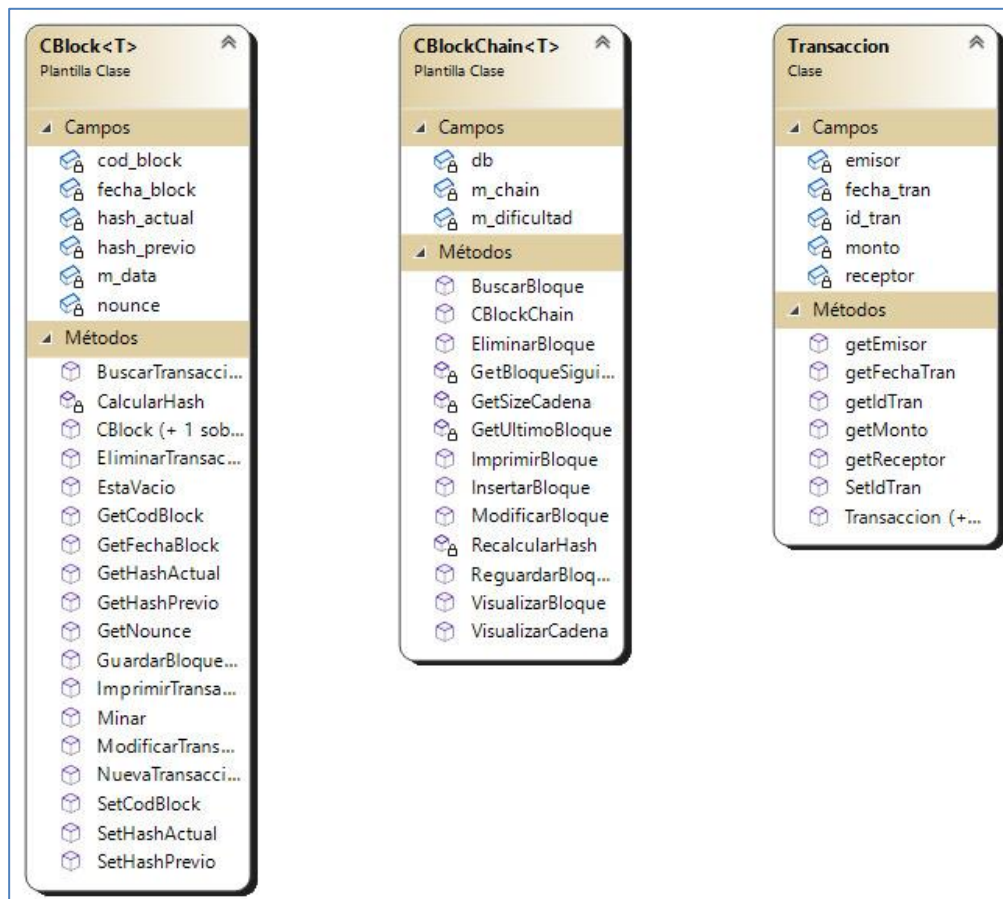 CBlock<T>
Plantilla Clase
Campos
cod_block
fecha_block
hash_actual
hash_previo
m_data
nounce
Métodos
BuscarTransacci...
CalcularHash
CBlock (+ 1 sob...
EliminarTransac...
EstaVacio
GetCodBlock
GetFechaBlock
GetHashActual
GetHashPrevio
GetNounce
GuardarBloque...
ImprimirTransa...
Minar
ModificarTrans...
NuevaTransacci...
SetCodBlock
SetHashActual
SetHashPrevio
CBlockChain<T>
Plantilla Clase
Campos
db
m_chain
m_dificultad
Métodos
BuscarBloque
CBlockChain
EliminarBloque
GetBloqueSigui...
GetSizeCadena
GetUltimoBloque
ImprimirBloque
InsertarBloque
ModificarBloque
RecalcularHash
ReguardarBloq...
VisualizarBloque
VisualizarCadena
Transaccion
Clase
Campos
emisor
fecha_tran
id_tran
monto
receptor
Métodos
getEmisor
getFechaTran
getIdTran
getMonto
getReceptor
SetIdTran
Transaccion (+...